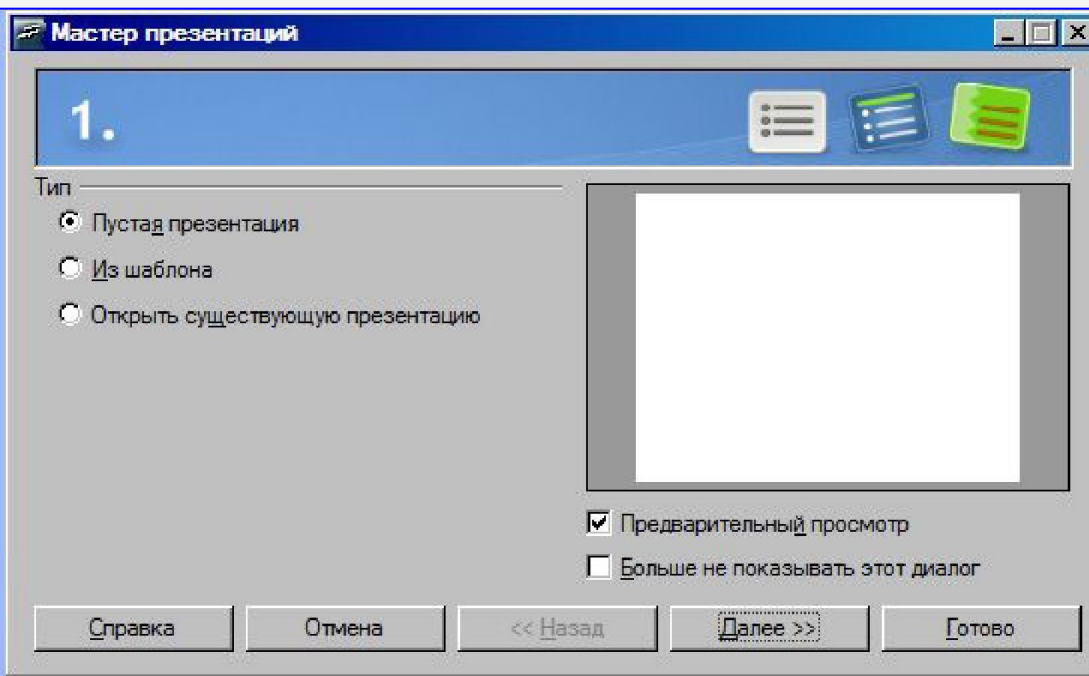 Мастер презентаций
1.
Тип
Пустая презентация
Из шаблона
Открыть существующую презентацию
Предварительный просмотр
Больше не показывать этот диалог
Справка
Отмена
<< Назад
Далее >>
Готово